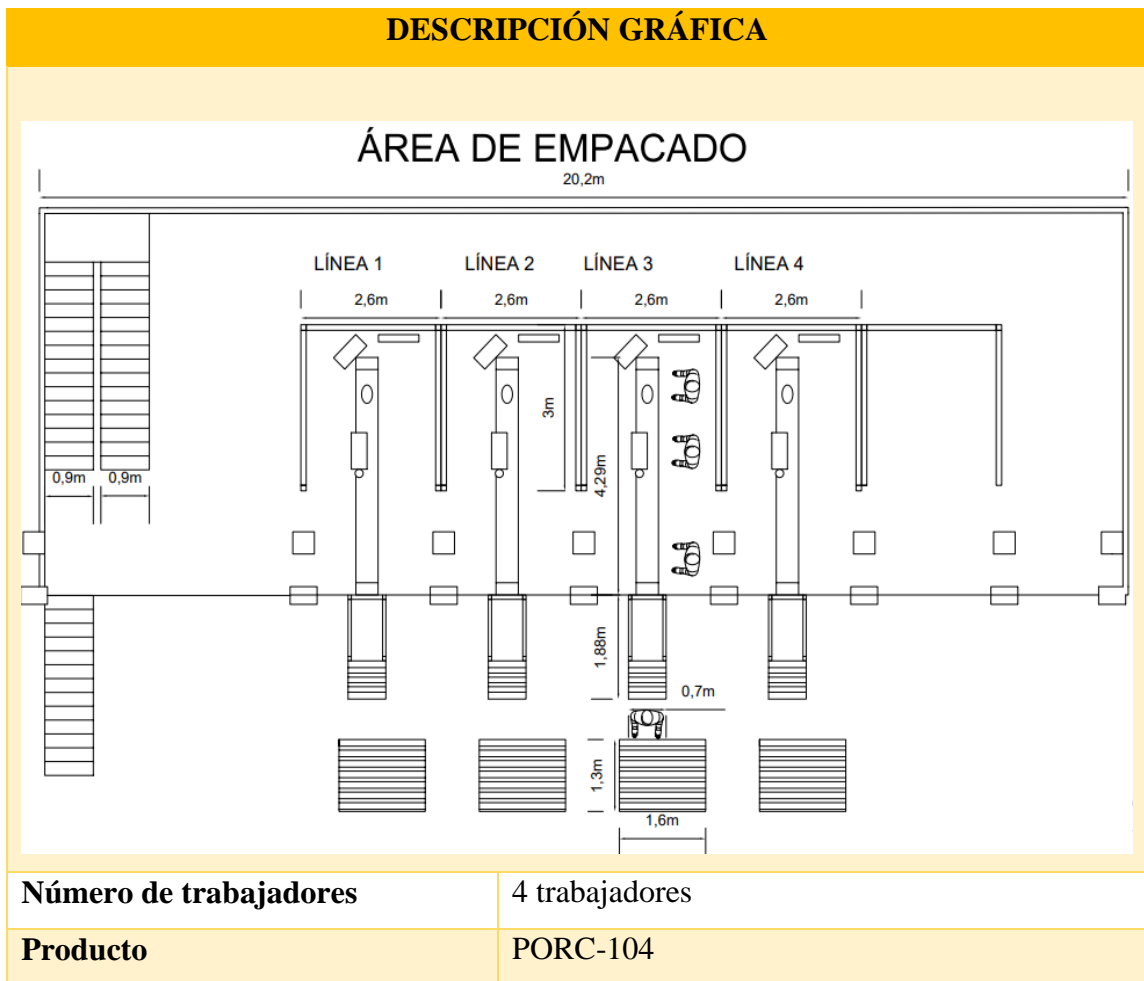 DESCRIPCIÓN GRÁFICA
ÁREA DE EMPACADO
20,2m
LÍNEA 1 LÍNEA 2 LÍNEA 3 LÍNEA 4
2,6m 2,6m 2,6m 2,6m
3m
4,29m
0,9m 0,9m
1,88m
0,7m
1,3m
1,6m
Número de trabajadores 4 trabajadores
Producto PORC-104